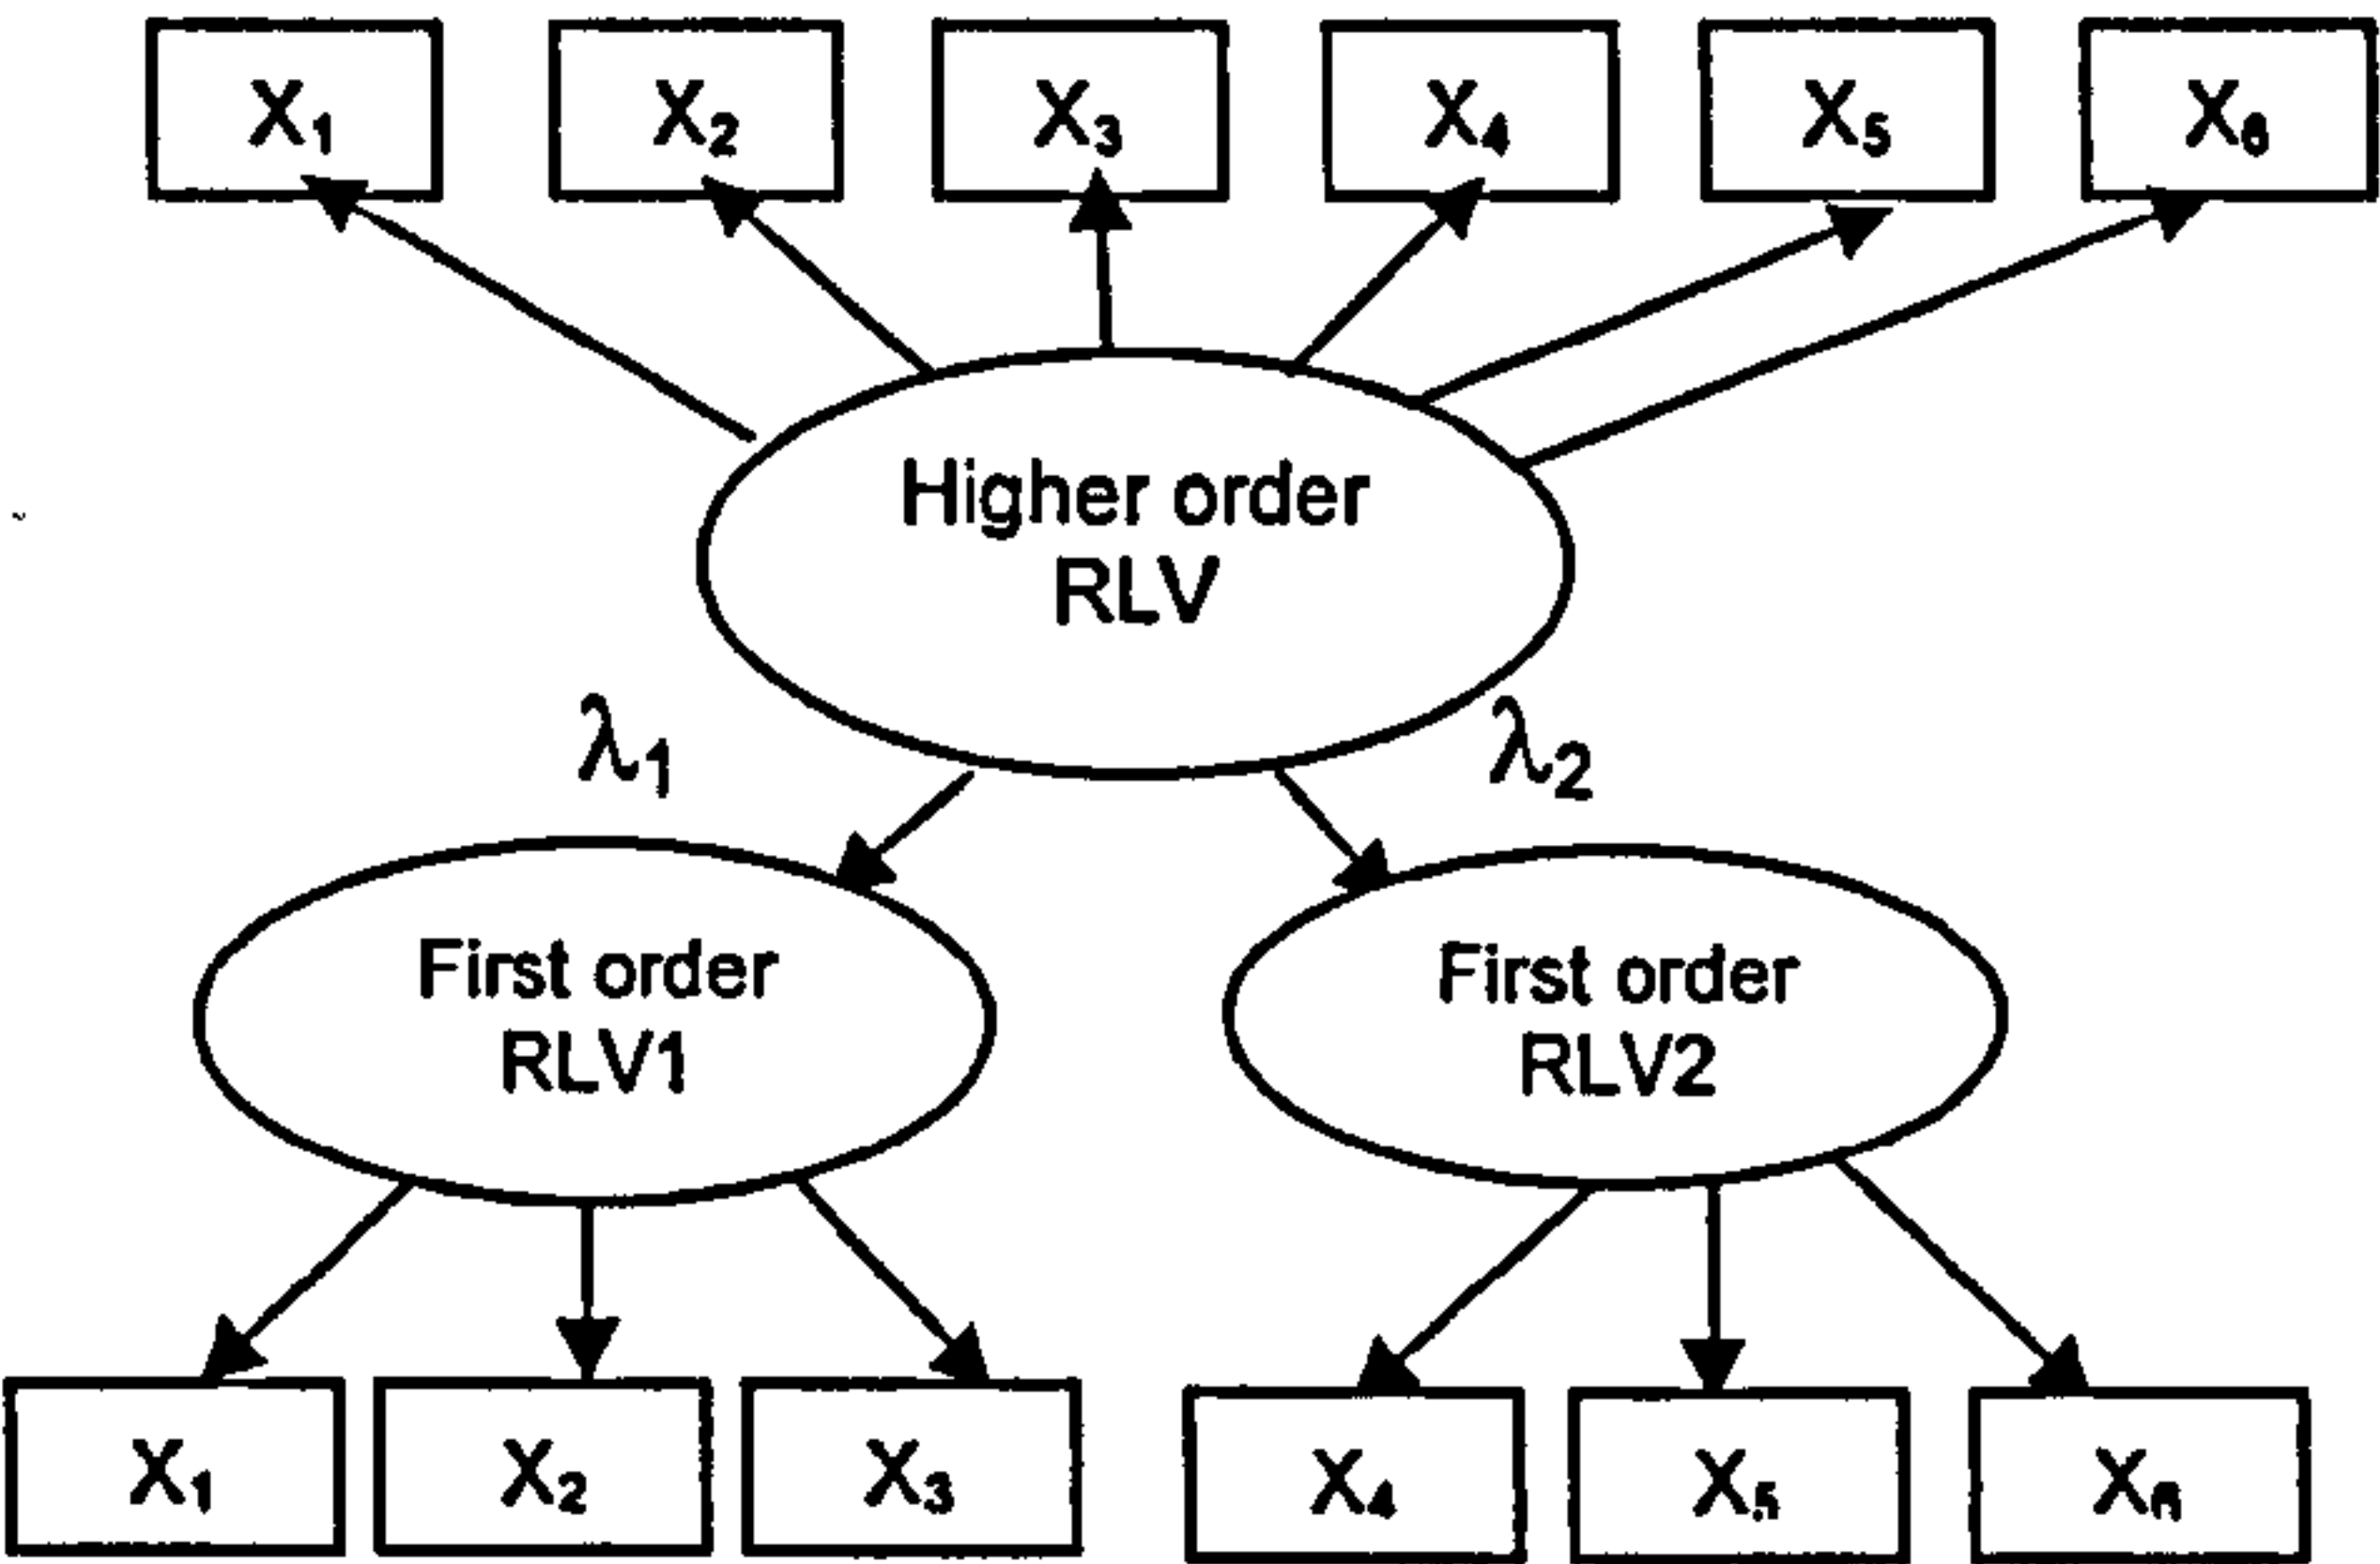 X₁ X₂ X₃ X₄ X₅ X₆
Higher order
RLV
λ₁ λ₂
First order
RLV1
First order
RLV2
X₁ X₂ X₃ X₄ X₅ X₆